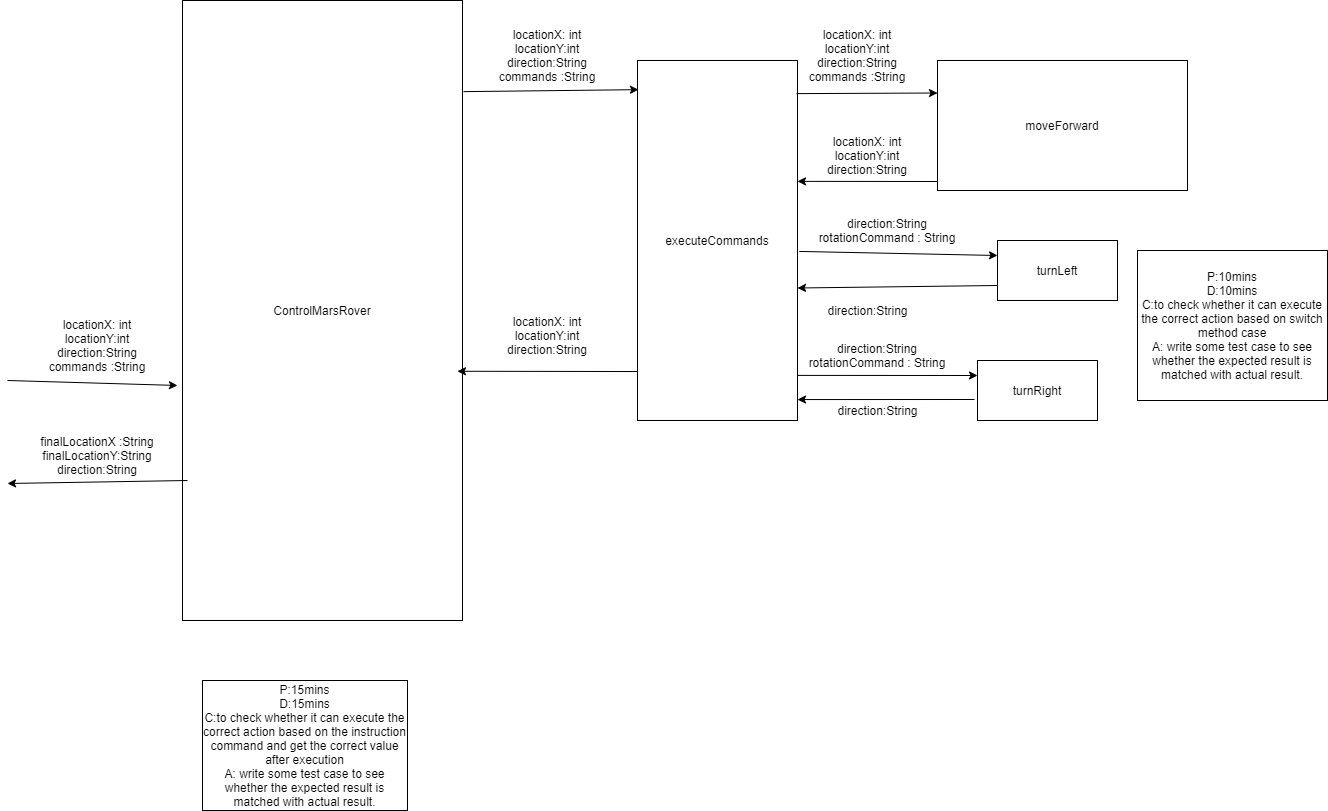 locationX: int
locationY:int
direction:String
commands :String
locationX: int
locationY:int
direction:String
commands :String
moveForward
locationX: int
locationY:int
direction:String
executeCommands
direction:String
rotationCommand : String
turnLeft
direction:String
P:10mins
D:10mins
C:to check whether it can execute
the correct action based on switch
method case
A: write some test case to see
whether the expected result is
matched with actual result.
ControlMarsRover
locationX: int
locationY:int
direction:String
commands :String
locationX: int
locationY:int
direction:String
direction:String
rotationCommand : String
turnRight
direction:String
finalLocationX :String
finalLocationY:String
direction:String
P:15mins
D:15mins
C:to check whether it can execute the
correct action based on the instruction
command and get the correct value
after execution
A: write some test case to see
whether the expected result is
matched with actual result.